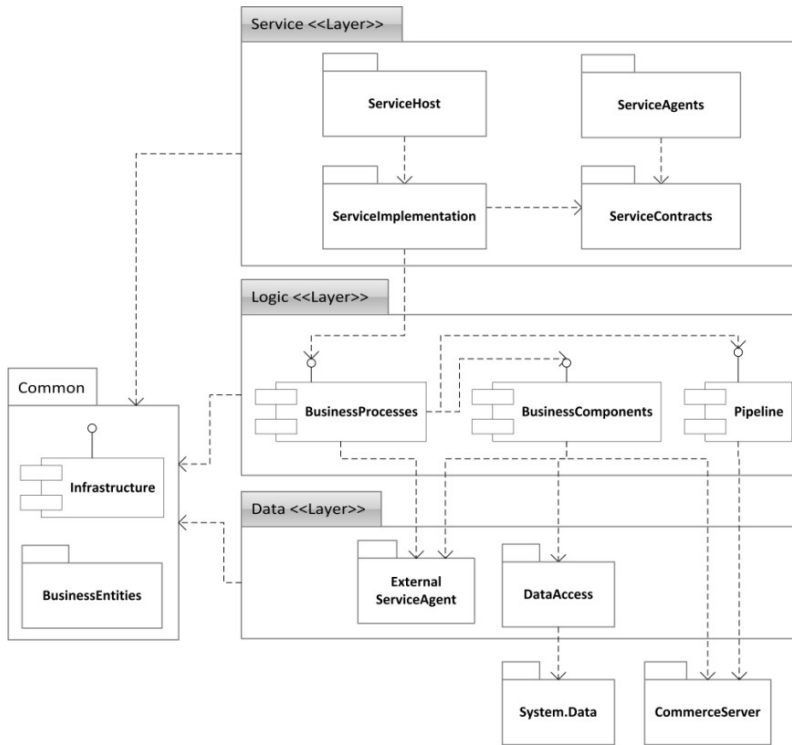 Service <<Layer>>
ServiceHost
ServiceAgents
ServiceImplementation
ServiceContracts
Logic <<Layer>>
Common
BusinessProcesses
BusinessComponents
Pipeline
Infrastructure
Data <<Layer>>
BusinessEntities
External
ServiceAgent
DataAccess
System.Data
CommerceServer